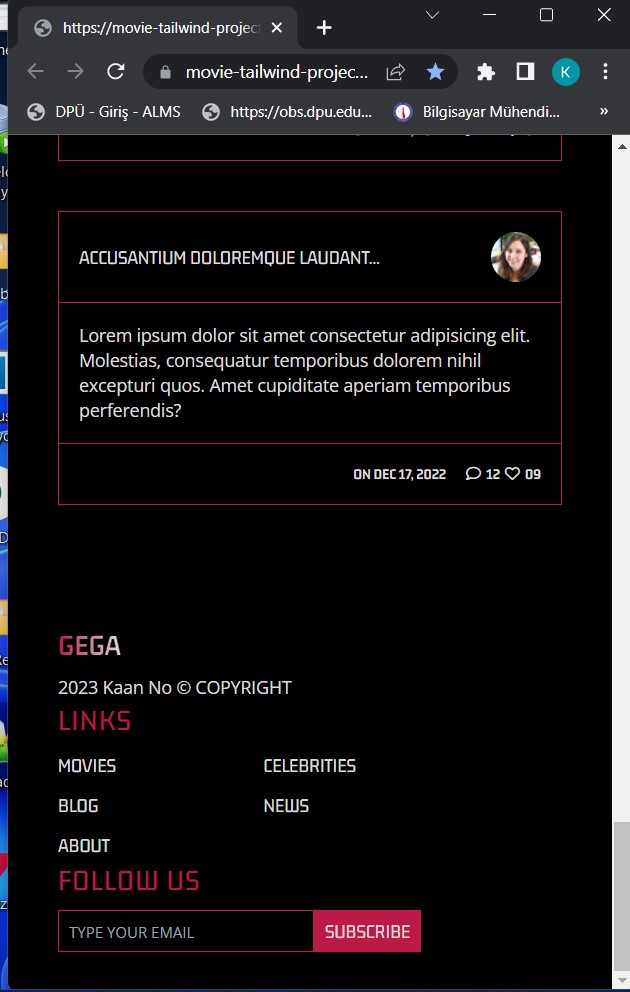 https://movie-tailwind-project
movie-tailwind-projec...
K
DPÜ - Giriş - ALMS
https://obs.dpu.edu...
Bilgisayar Mühendi...
»
ACCUSANTIUM DOLOREMQUE LAUDANT...
Lorem ipsum dolor sit amet consectetur adipisicing elit.
Molestias, consequatur temporibus dolorem nihil
excepturi quos. Amet cupiditate aperiam temporibus
perferendis?
ON DEC 17, 2022 12 09
GEGA
2023 Kaan No © COPYRIGHT
LINKS
MOVIES CELEBRITIES
BLOG NEWS
ABOUT
FOLLOW US
TYPE YOUR EMAIL SUBSCRIBE